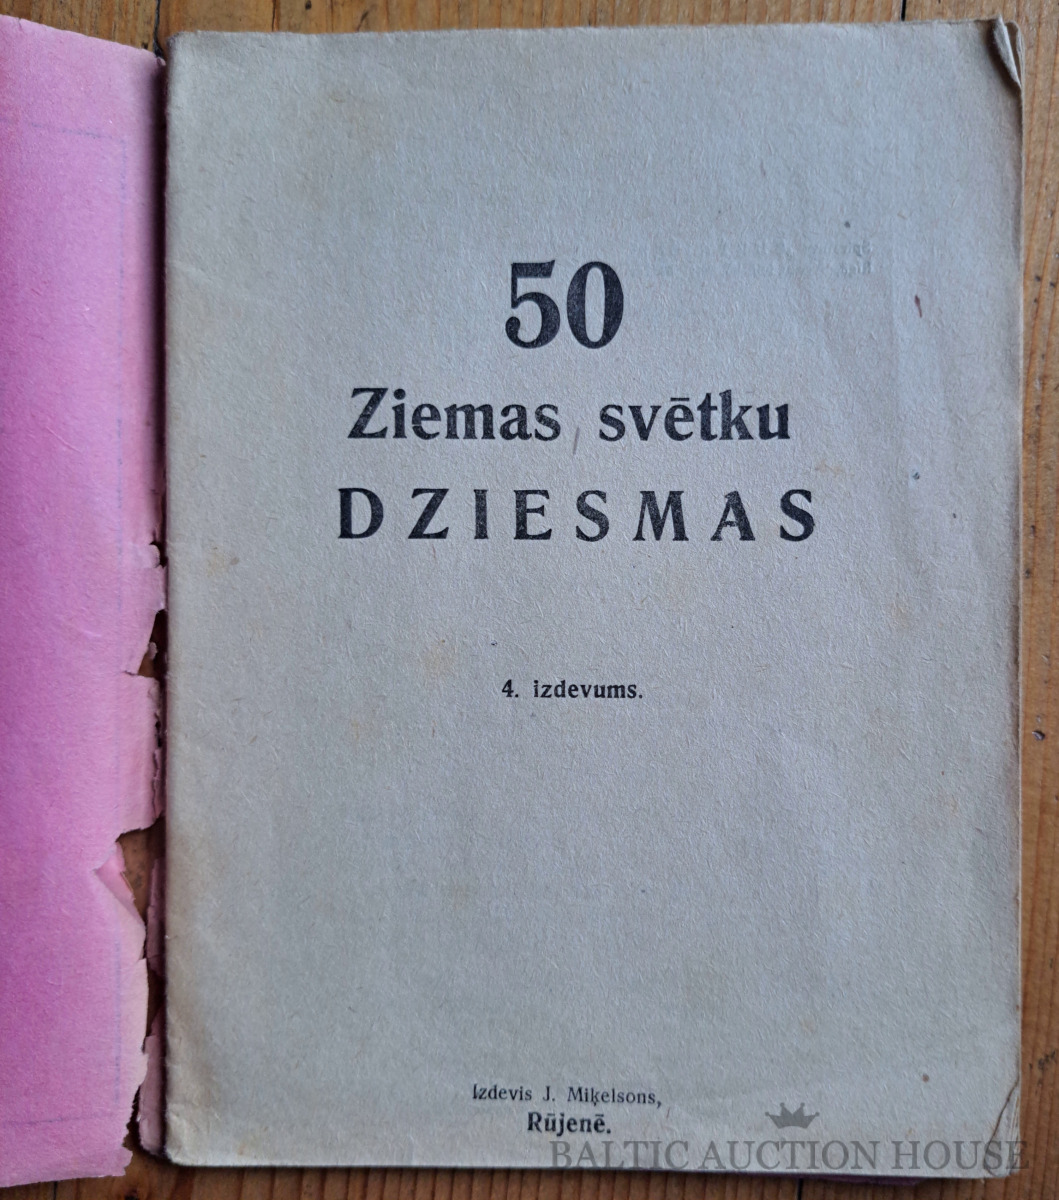 50
Ziemas svētku
DZIESMAS
4. izdevums.
Izdevis J. Miķelsons,
Rūjenē.
BALTIC AUCTION HOUSE